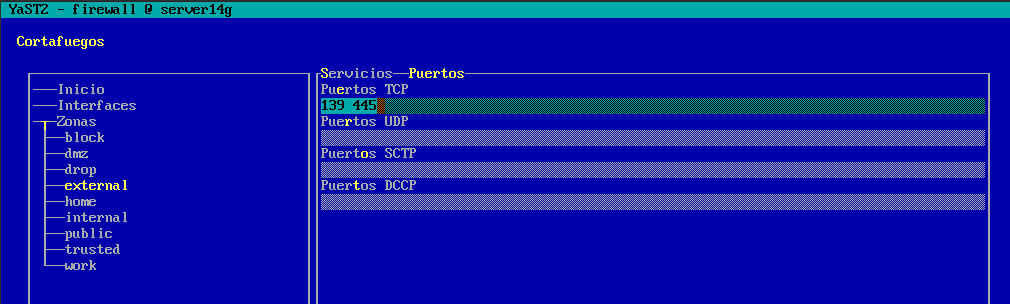 YaST2 - firewall @ server14g
Cortafuegos
Inicio
Interfaces
Zonas
block
dmz
drop
external
home
internal
public
trusted
work
Servicios Puertos
Puertos TCP
139 445
Puertos UDP
Puertos SCTP
Puertos DCCP